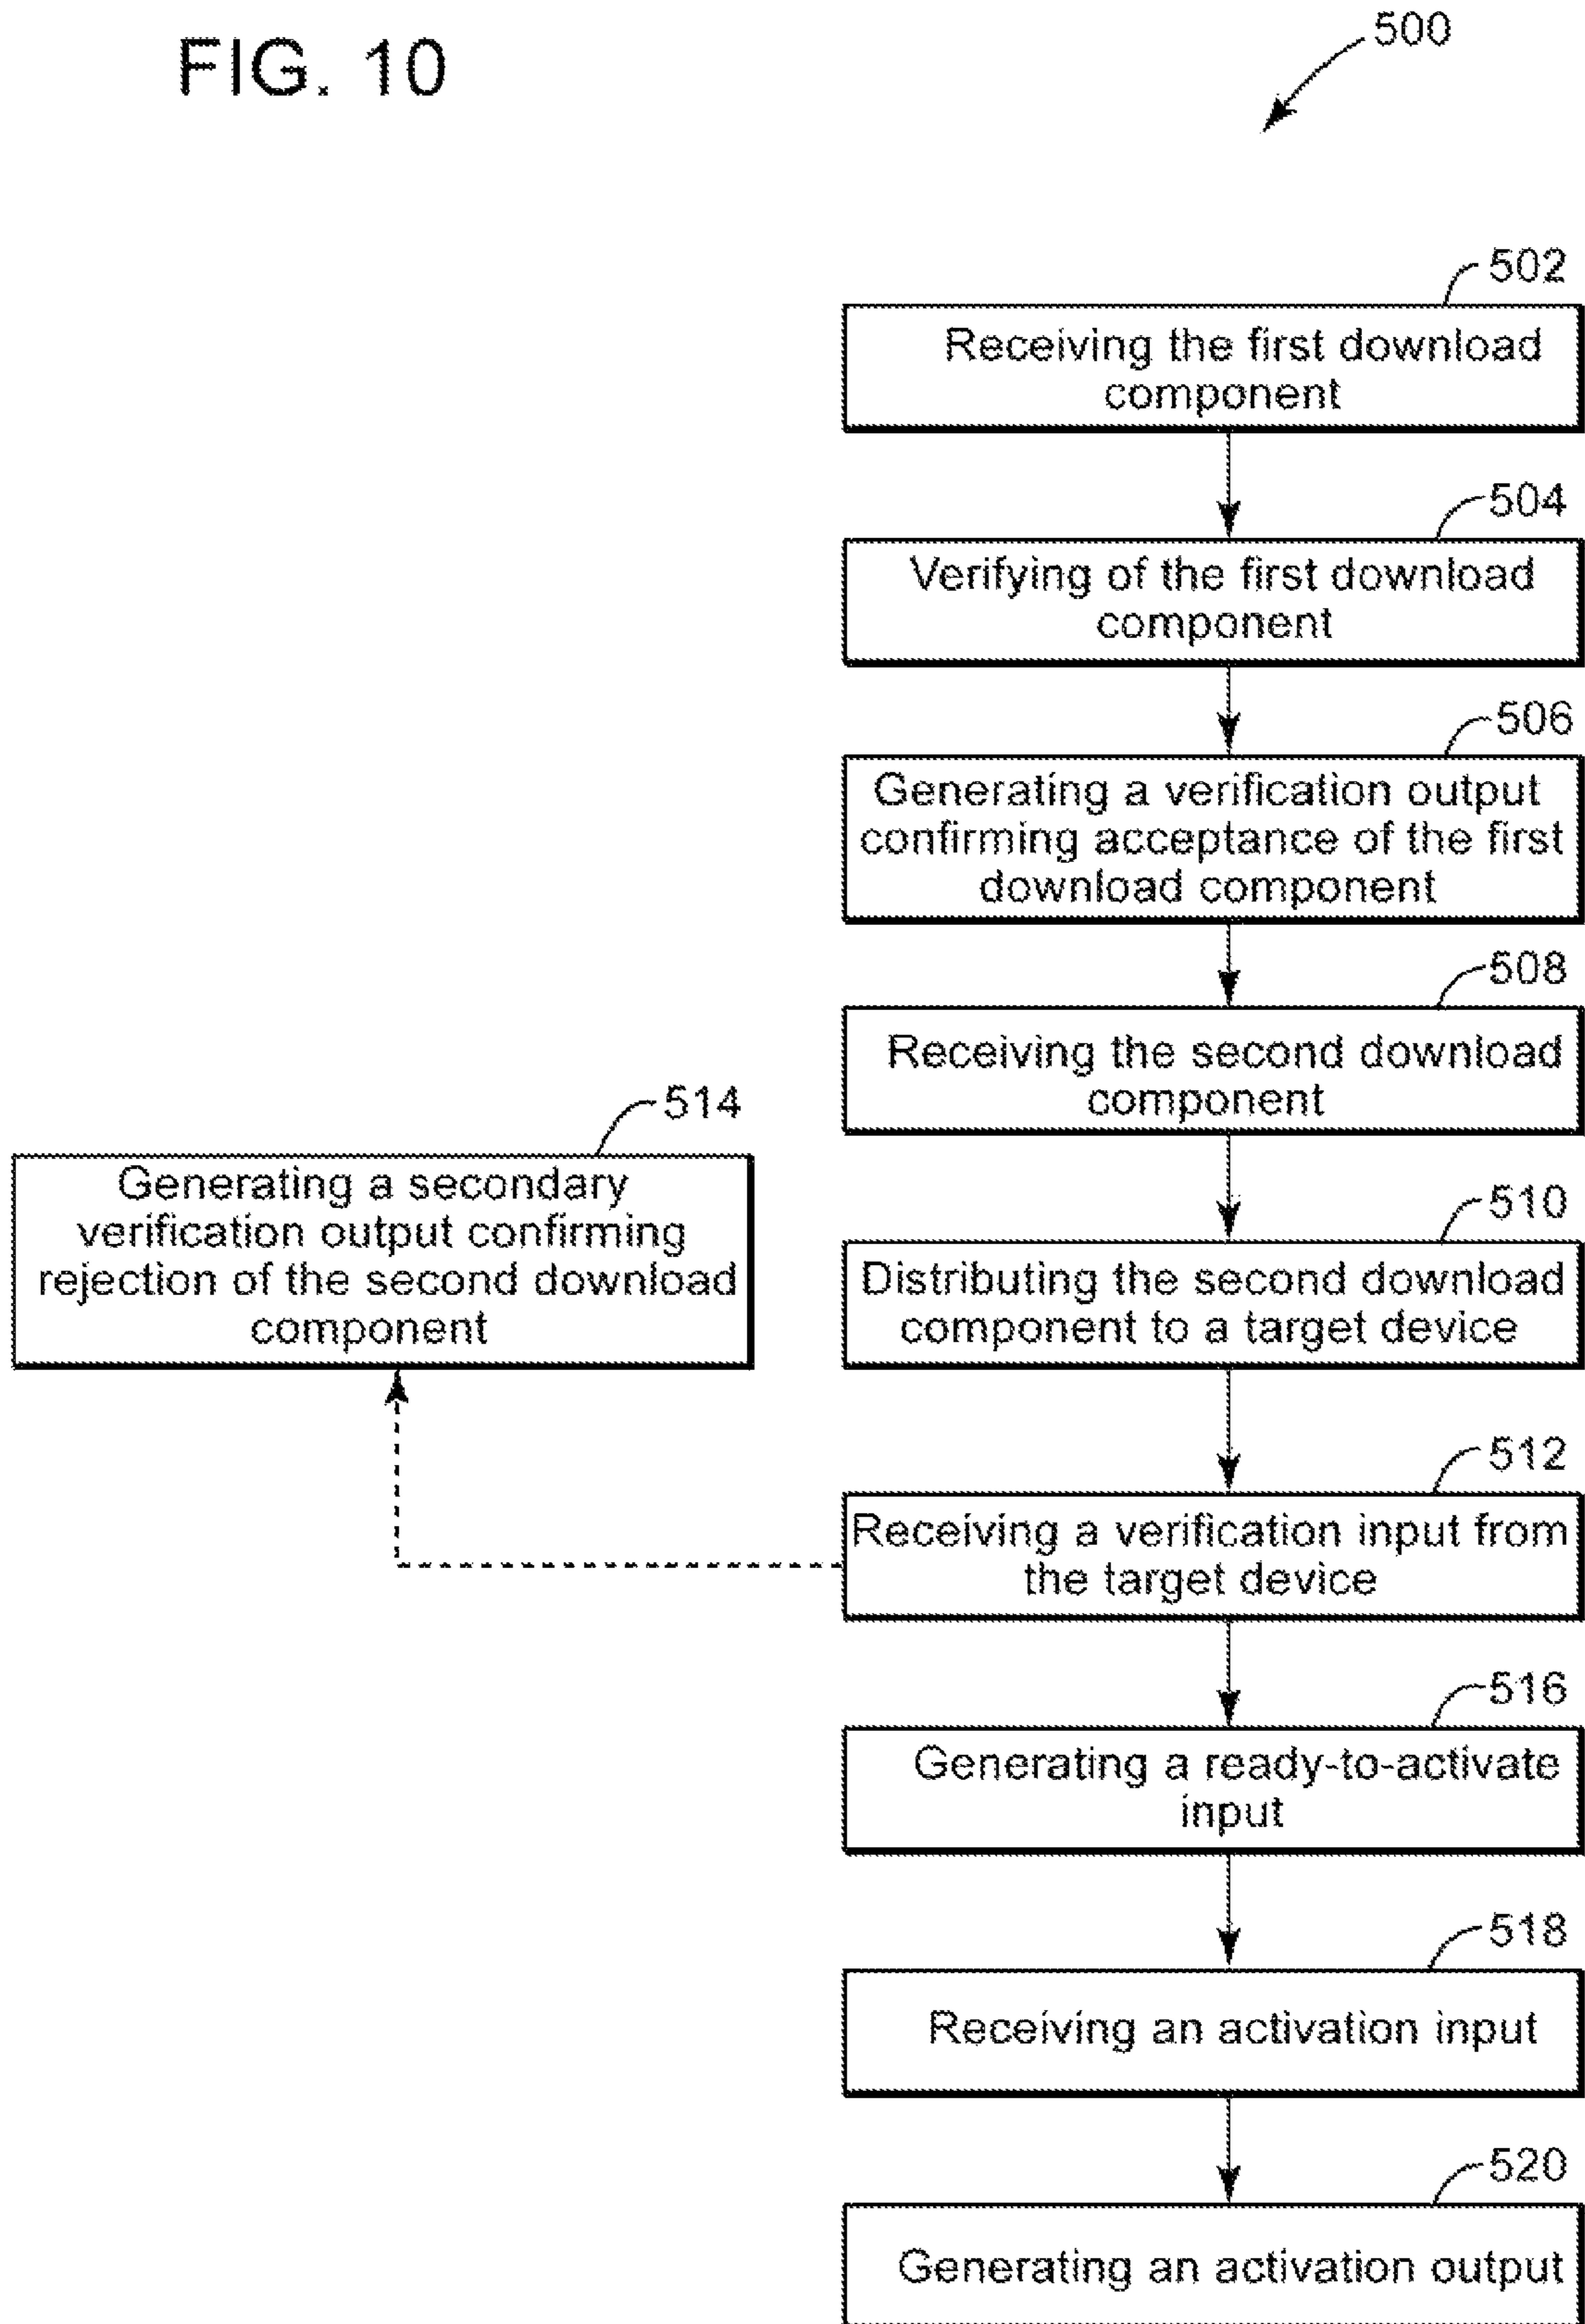 FIG. 10
500
502
Receiving the first download
component
504
Verifying of the first download
component
506
Generating a verification output
confirming acceptance of the first
download component
508
Receiving the second download
component
510
Distributing the second download
component to a target device
512
Receiving a verification input from
the target device
514
Generating a secondary
verification output confirming
rejection of the second download
component
516
Generating a ready-to-activate
input
518
Receiving an activation input
520
Generating an activation output